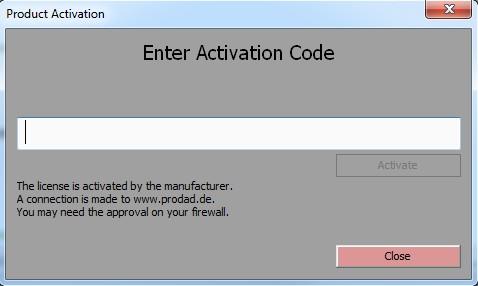 Product Activation
Enter Activation Code
Activate
The license is activated by the manufacturer.
A connection is made to www.prodad.de.
You may need the approval on your firewall.
Close